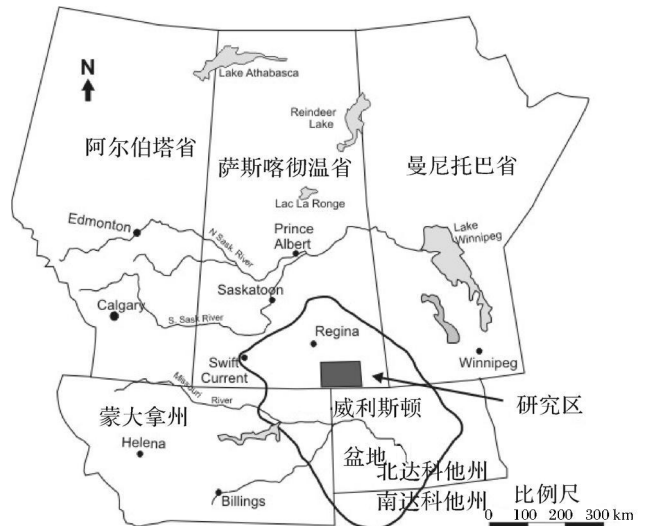 Lake Athabasca
N
Reindeer
Lake
阿尔伯塔省
萨斯喀彻温省
曼尼托巴省
Lac La Ronge
Edmonton
N Sask River
Prince
Albert
Lake
Winnipeg
Saskatoon
Calgary
S. Sask River
Regina
Swift
Current
Winnipeg
Missouri
River
蒙大拿州
威利斯顿
研究区
Helena
盆地
北达科他州
Billings
南达科他州
比例尺
0 100 200 300 km